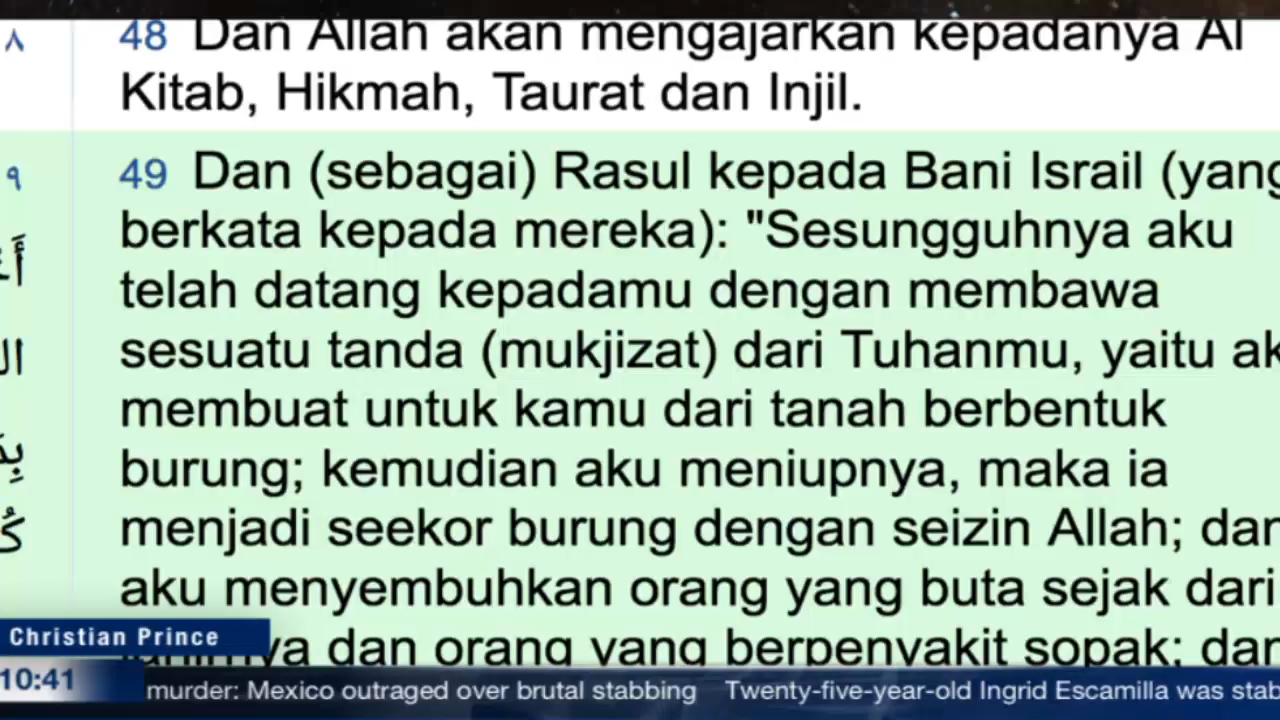 48 Dan Allah akan mengajarkan kepadanya Al
Kitab, Hikmah, Taurat dan Injil.
49 Dan (sebagai) Rasul kepada Bani Israil (yang
berkata kepada mereka): "Sesungguhnya aku
telah datang kepadamu dengan membawa
sesuatu tanda (mukjizat) dari Tuhanmu, yaitu
membuat untuk kamu dari tanah berbentuk
burung; kemudian aku meniupnya, maka ia
menjadi seekor burung dengan seizin Allah; dan
aku menyembuhkan orang yang buta sejak dari
dan orang yang berpenyakit sopak; dan
Christian Prince
10:41
murder: Mexico outraged over brutal stabbing Twenty-five-year-old Ingrid Escamilla was